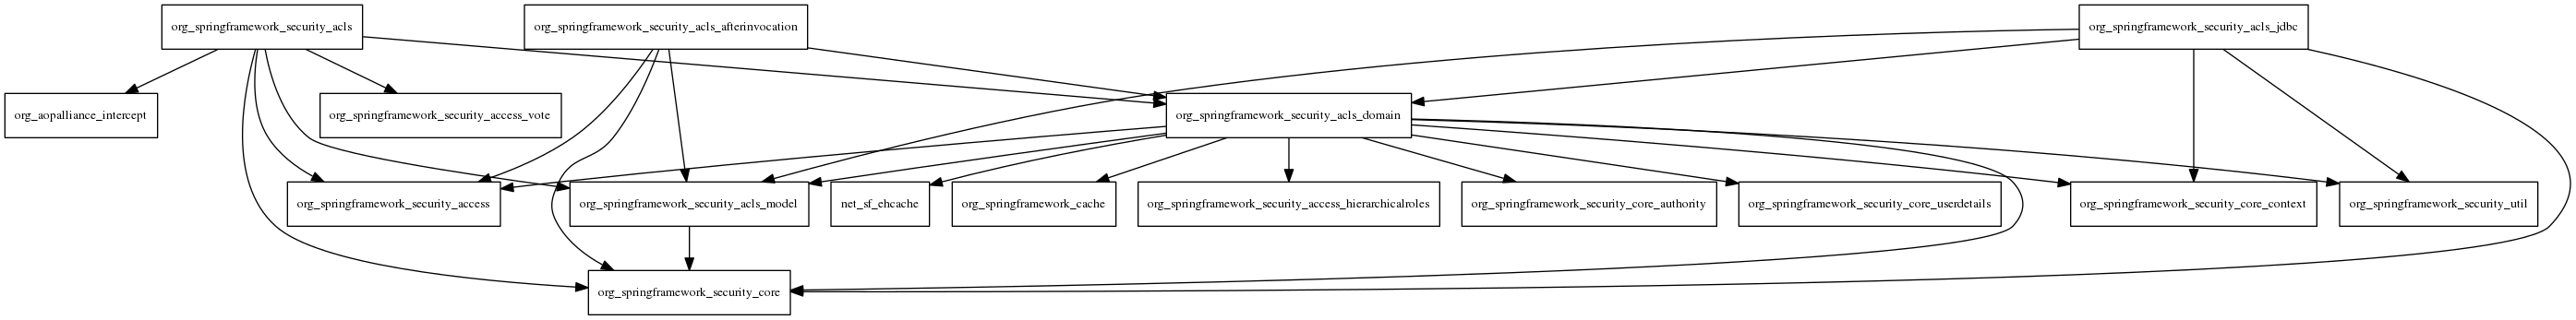 org_springframework_security_acls
org_springframework_security_acls_afterinvocation
org_springframework_security_acls_jdbc
org_aopalliance_intercept
org_springframework_security_access_vote
org_springframework_security_acls_domain
org_springframework_security_access
org_springframework_security_acls_model
net_sf_ehcache
org_springframework_cache
org_springframework_security_access_hierarchicalroles
org_springframework_security_core_authority
org_springframework_security_core_userdetails
org_springframework_security_core_context
org_springframework_security_util
org_springframework_security_core